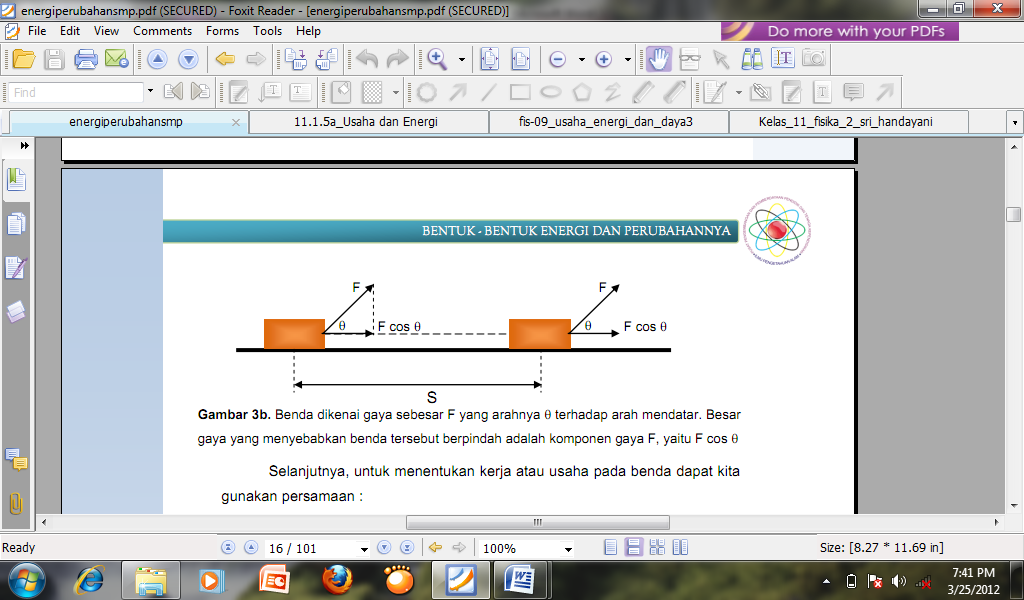 energiperubahansmp.pdf (SECURED) - Foxit Reader - [energiperubahansmp.pdf (SECURED)]
File Edit View Comments Forms Tools Help
Do more with your PDFs
Find
energiperubahansmp
11.1.5a_Usaha dan Energi
fis-09_usaha_energi_dan_daya3
Kelas_11_fisika_2_sri_handayani
BENTUK - BENTUK ENERGI DAN PERUBAHANNYA
F F
θ F cos θ θ F cos θ
S
Gambar 3b. Benda dikenai gaya sebesar F yang arahnya θ terhadap arah mendatar. Besar
gaya yang menyebabkan benda tersebut berpindah adalah komponen gaya F, yaitu F cos θ
Selanjutnya, untuk menentukan kerja atau usaha pada benda dapat kita
gunakan persamaan :
Ready
16 / 101
100%
Size: [8.27 * 11.69 in]
7:41 PM
3/25/2012